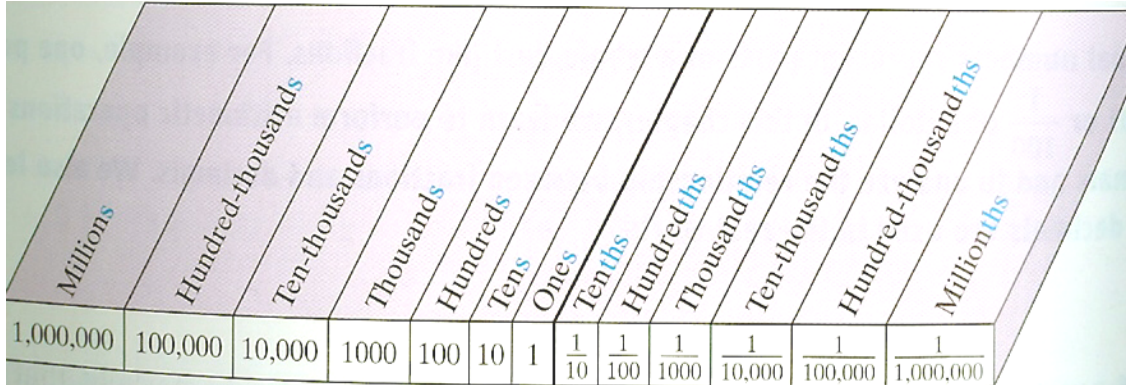 Millions
Hundred-thousands
Ten-thousands
Thousands
Hundreds
Tens
Ones
Tenths
Hundredths
Thousandths
Ten-thousandths
Hundred-thousandths
Millionths
1,000,000 100,000 10,000 1000 100 10 1 1/10 1/100 1/1000 1/10,000 1/100,000 1/1,000,000